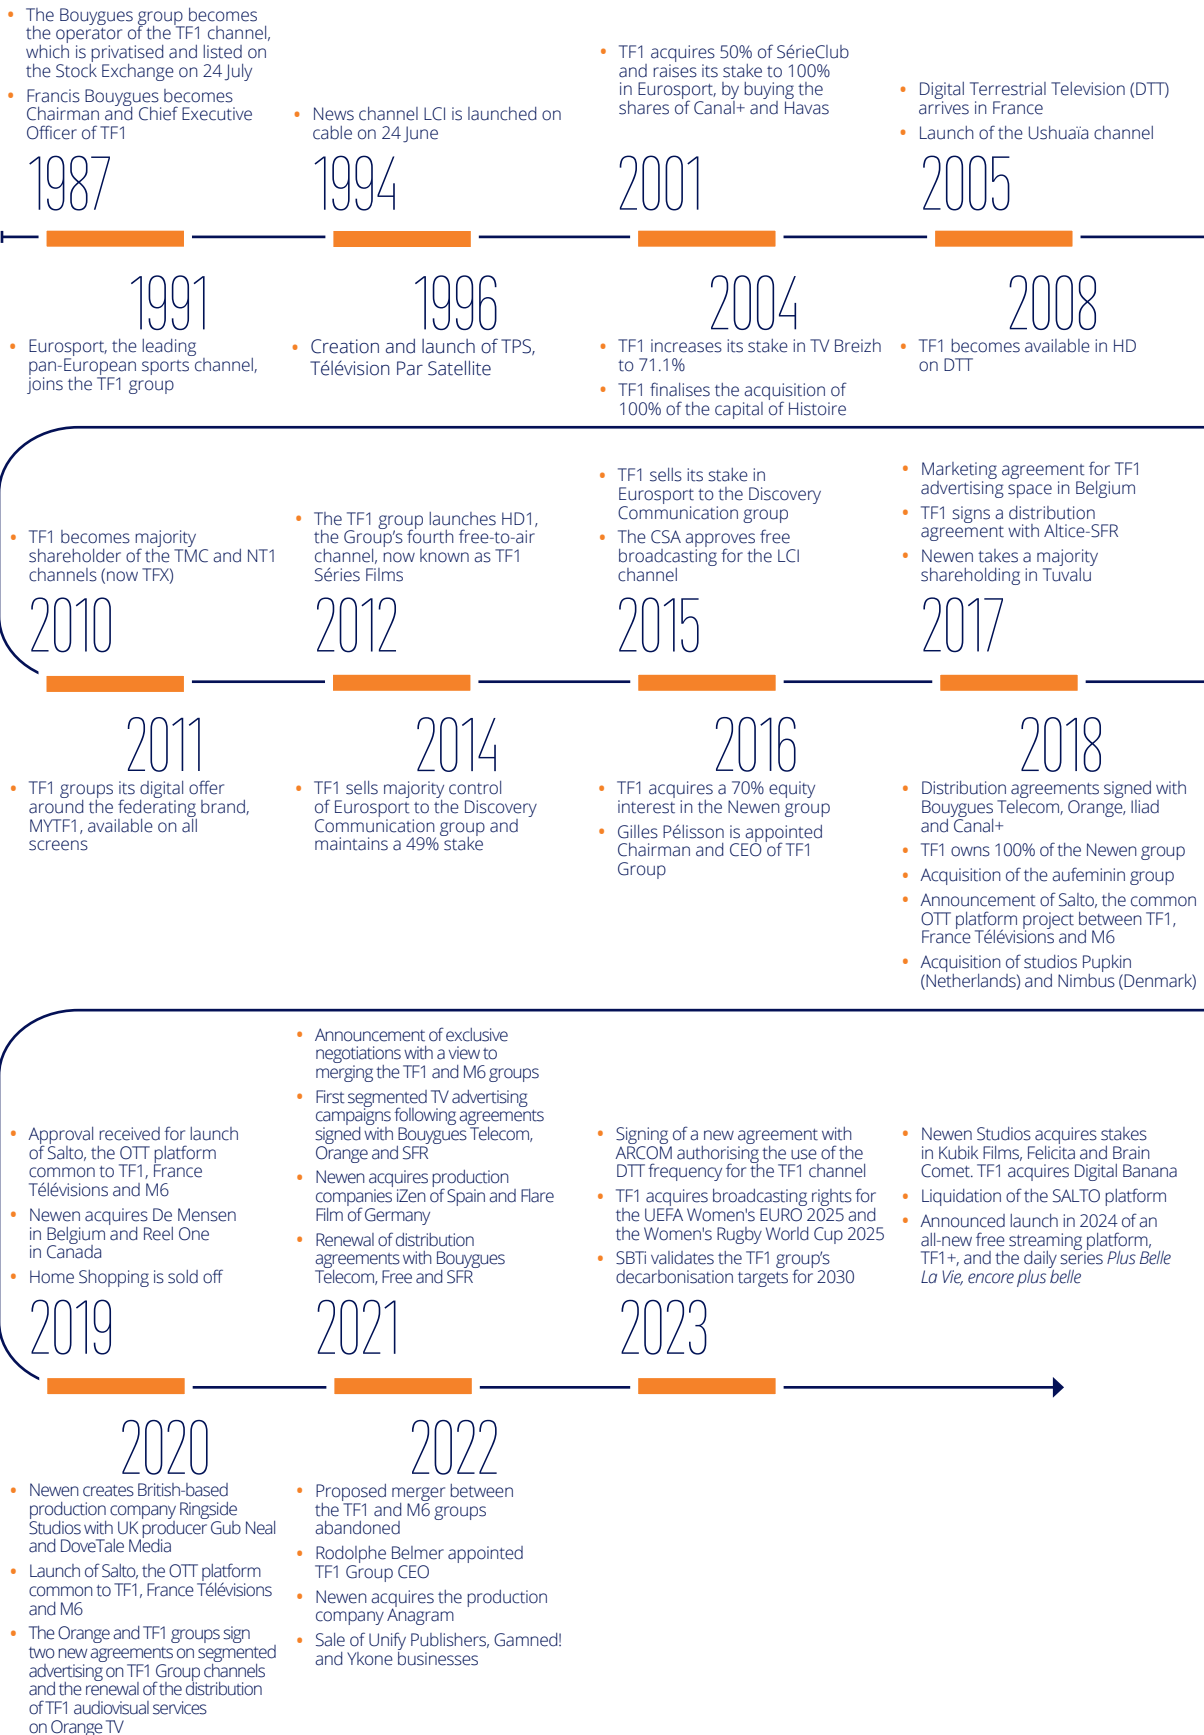 • The Bouygues group becomes
the operator of the TF1 channel,
which is privatised and listed on
the Stock Exchange on 24 July
• Francis Bouygues becomes
Chairman and Chief Executive
Officer of TF1
1987
• News channel LCI is launched on
cable on 24 June
1994
• TF1 acquires 50% of SérieClub
and raises its stake to 100%
in Eurosport, by buying the
shares of Canal+ and Havas
2001
• Digital Terrestrial Television (DTT)
arrives in France
• Launch of the Ushuaïa channel
2005
1991
• Eurosport, the leading
pan-European sports channel,
joins the TF1 group
1996
• Creation and launch of TPS,
Télévision Par Satellite
2004
• TF1 increases its stake in TV Breizh
to 71.1%
• TF1 finalises the acquisition of
100% of the capital of Histoire
2008
• TF1 becomes available in HD
on DTT
• TF1 becomes majority
shareholder of the TMC and NT1
channels (now TFX)
2010
• The TF1 group launches HD1,
the Group's fourth free-to-air
channel, now known as TF1
Séries Films
2012
• TF1 sells its stake in
Eurosport to the Discovery
Communication group
• The CSA approves free
broadcasting for the LCI
channel
2015
• Marketing agreement for TF1
advertising space in Belgium
• TF1 signs a distribution
agreement with Altice-SFR
• Newen takes a majority
shareholding in Tuvalu
2017
2011
• TF1 groups its digital offer
around the federating brand,
MYTF1, available on all
screens
2014
• TF1 sells majority control
of Eurosport to the Discovery
Communication group and
maintains a 49% stake
2016
• TF1 acquires a 70% equity
interest in the Newen group
• Gilles Pélisson is appointed
Chairman and CEO of TF1
Group
2018
• Distribution agreements signed with
Bouygues Telecom, Orange, Iliad
and Canal+
• TF1 owns 100% of the Newen group
• Acquisition of the aufeminin group
• Announcement of Salto, the common
OTT platform project between TF1,
France Télévisions and M6
• Acquisition of studios Pupkin
(Netherlands) and Nimbus (Denmark)
• Approval received for launch
of Salto, the OTT platform
common to TF1, France
Télévisions and M6
• Newen acquires De Mensen
in Belgium and Reel One
in Canada
• Home Shopping is sold off
2019
• Announcement of exclusive
negotiations with a view to
merging the TF1 and M6 groups
• First segmented TV advertising
campaigns following agreements
signed with Bouygues Telecom,
Orange and SFR
• Newen acquires production
companies iZen of Spain and Flare
Film of Germany
• Renewal of distribution
agreements with Bouygues
Telecom, Free and SFR
2021
• Signing of a new agreement with
ARCOM authorising the use of the
DTT frequency for the TF1 channel
• TF1 acquires broadcasting rights for
the UEFA Women's EURO 2025 and
the Women's Rugby World Cup 2025
• SBTi validates the TF1 group's
decarbonisation targets for 2030
2023
• Newen Studios acquires stakes
in Kubik Films, Felicita and Brain
Comet. TF1 acquires Digital Banana
• Liquidation of the SALTO platform
• Announced launch in 2024 of an
all-new free streaming platform,
TF1+, and the daily series Plus Belle
La Vie, encore plus belle
2020
• Newen creates British-based
production company Ringside
Studios with UK producer Gub Neal
and DoveTale Media
• Launch of Salto, the OTT platform
common to TF1, France Télévisions
and M6
• The Orange and TF1 groups sign
two new agreements on segmented
advertising on TF1 Group channels
and the renewal of the distribution
of TF1 audiovisual services
on Orange TV
2022
• Proposed merger between
the TF1 and M6 groups
abandoned
• Rodolphe Belmer appointed
TF1 Group CEO
• Newen acquires the production
company Anagram
• Sale of Unify Publishers, Gamned!
and Ykone businesses